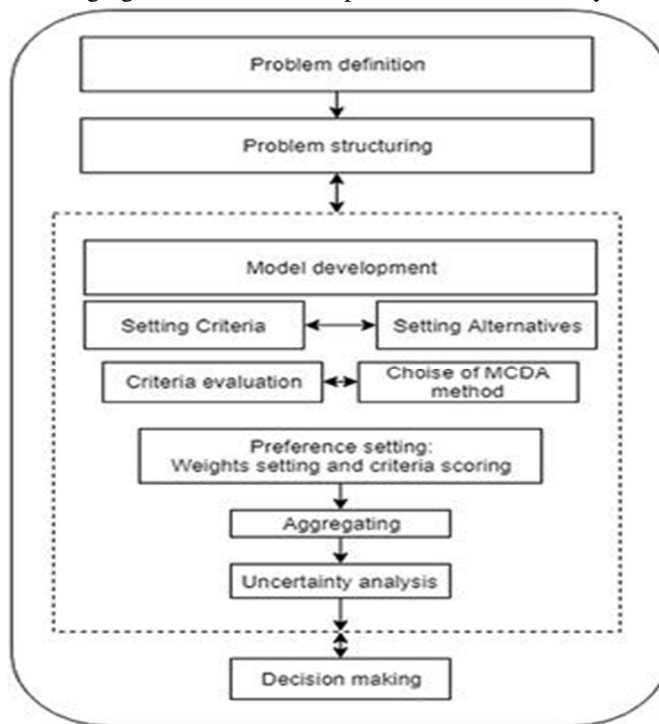 Problem definition
Problem structuring
Model development
Setting Criteria
Setting Alternatives
Criteria evaluation
Choise of MCDA
method
Preference setting:
Weights setting and criteria scoring
Aggregating
Uncertainty analysis
Decision making